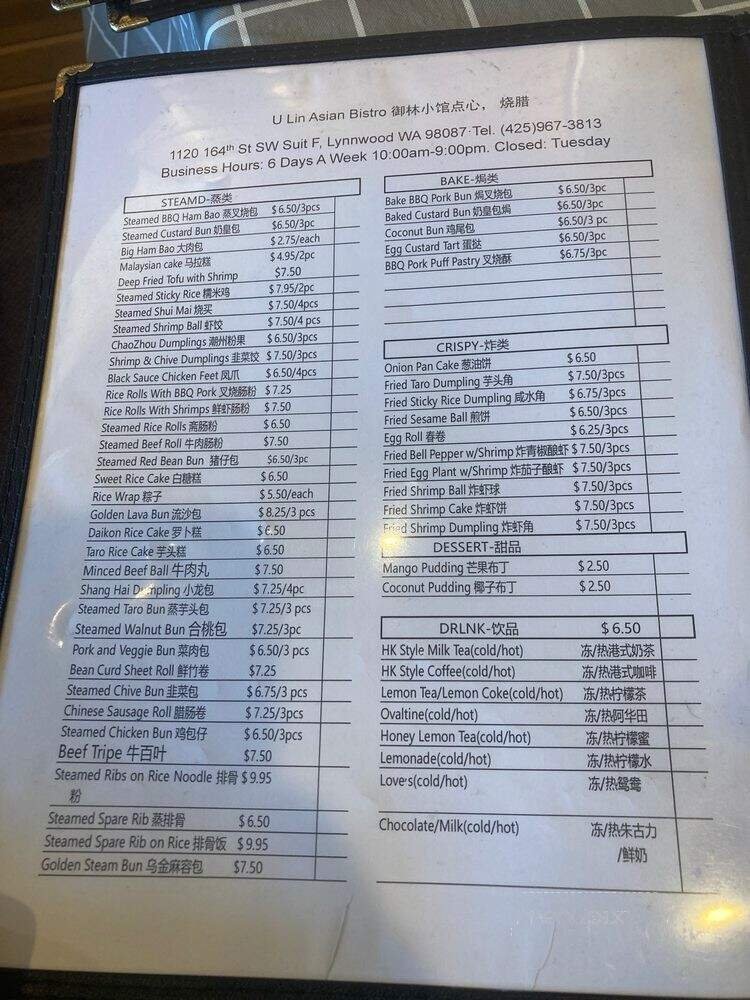 U Lin Asian Bistro 御林小馆点心， 烧腊
1120 164th St SW Suit F, Lynnwood WA 98087·Tel. (425)967-3813
Business Hours: 6 Days A Week 10:00am-9:00pm. Closed: Tuesday
STEAMD-蒸类
Steamed BBQ Ham Bao 蒸叉烧包 $6.50/3pcs
Steamed Custard Bun 奶皇包 $6.50/3pc
Big Ham Bao 大肉包 $2.75/each
Malaysian cake 马拉糕 $4.95/2pc
Deep Fried Tofu with Shrimp $7.50
Steamed Sticky Rice 糯米鸡 $7.95/2pc
Steamed Shui Mai 烧买 $7.50/4pcs
Steamed Shrimp Ball 虾饺 $7.50/4 pcs
ChaoZhou Dumplings 潮州粉果 $6.50/3pcs
Shrimp & Chive Dumplings 韭菜饺 $7.50/3pcs
Black Sauce Chicken Feet 凤爪 $6.50/4pcs
Rice Rolls With BBQ Pork 叉烧肠粉 $7.25
Rice Rolls With Shrimps 鲜虾肠粉 $7.50
Steamed Rice Rolls 斋肠粉 $6.50
Steamed Beef Roll 牛肉肠粉 $7.50
Steamed Red Bean Bun 猪仔包 $6.50/3pc
Sweet Rice Cake 白糖糕 $6.50
Rice Wrap 粽子 $5.50/each
Golden Lava Bun 流沙包 $8.25/3 pcs
Daikon Rice Cake 罗卜糕 $6.50
Taro Rice Cake 芋头糕 $6.50
Minced Beef Ball 牛肉丸 $7.50
Shang Hai Dumpling 小龙包 $7.25/4pc
Steamed Taro Bun 蒸芋头包 $7.25/3 pcs
Steamed Walnut Bun 合桃包 $7.25/3pc
Pork and Veggie Bun 菜肉包 $6.50/3 pcs
Bean Curd Sheet Roll 鲜竹卷 $7.25
Steamed Chive Bun 韭菜包 $6.75/3 pcs
Chinese Sausage Roll 腊肠卷 $7.25/3pcs
Steamed Chicken Bun 鸡包仔 $6.50/3pcs
Beef Tripe 牛百叶 $7.50
Steamed Ribs on Rice Noodle 排骨 $9.95
粉
Steamed Spare Rib 蒸排骨 $6.50
Steamed Spare Rib on Rice 排骨饭 $9.95
Golden Steam Bun 乌金麻容包 $7.50
BAKE-焗类
Bake BBQ Pork Bun 焗叉烧包 $6.50/3pc
Baked Custard Bun 奶皇包焗 $6.50/3pc
Coconut Bun 鸡尾包 $6.50/3 pc
Egg Custard Tart 蛋挞 $6.50/3pc
BBQ Pork Puff Pastry 叉烧酥 $6.75/3pc
CRISPY-炸类
Onion Pan Cake 葱油饼 $6.50
Fried Taro Dumpling 芋头角 $7.50/3pcs
Fried Sticky Rice Dumpling 咸水角 $6.75/3pcs
Fried Sesame Ball 煎饼 $6.50/3pcs
Egg Roll 春卷 $6.25/3pcs
Fried Bell Pepper w/Shrimp 炸青椒酿虾 $7.50/3pcs
Fried Egg Plant w/Shrimp 炸茄子酿虾 $7.50/3pcs
Fried Shrimp Ball 炸虾球 $7.50/3pcs
Fried Shrimp Cake 炸虾饼 $7.50/3pcs
Fried Shrimp Dumpling 炸虾角 $7.50/3pcs
DESSERT-甜品
Mango Pudding 芒果布丁 $2.50
Coconut Pudding 椰子布丁 $2.50
DRLNK-饮品 $6.50
HK Style Milk Tea(cold/hot) 冻/热港式奶茶
HK Style Coffee(cold/hot) 冻/热港式咖啡
Lemon Tea/Lemon Coke(cold/hot) 冻/热柠檬茶
Ovaltine(cold/hot) 冻/热阿华田
Honey Lemon Tea(cold/hot) 冻/热柠檬蜜
Lemonade(cold/hot) 冻/热柠檬水
Love's(cold/hot) 冻/热鸳鸯
Chocolate/Milk(cold/hot) 冻/热朱古力
/鲜奶